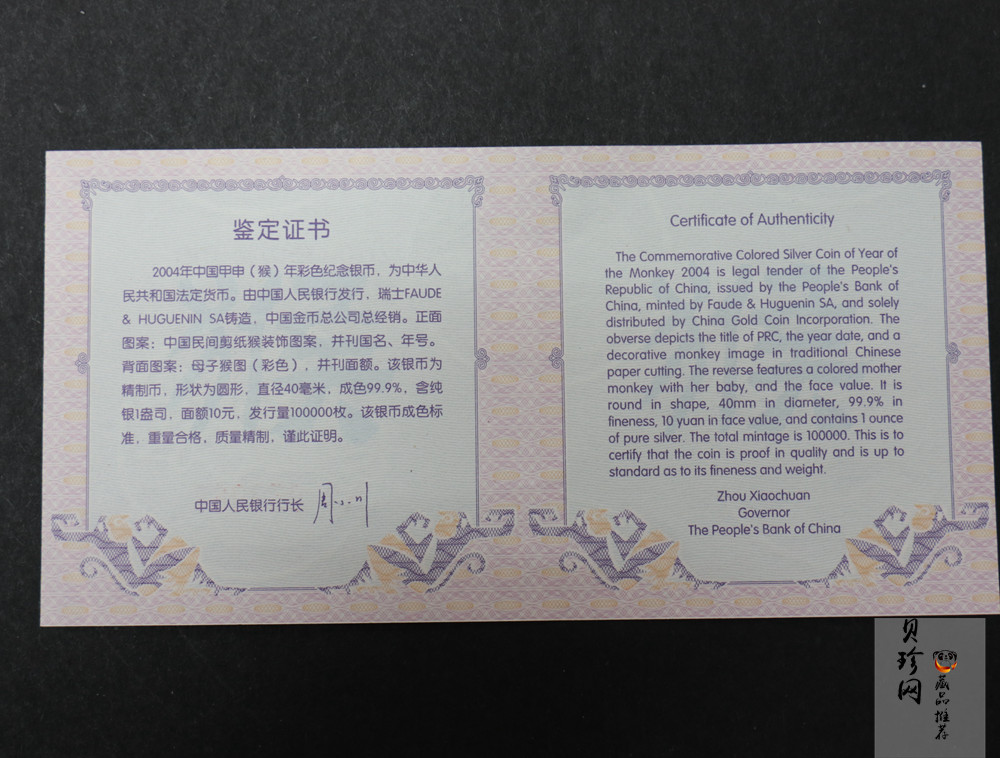 鉴定证书
2004年中国甲申（猴）年彩色纪念银币，为中华人
民共和国法定货币。由中国人民银行发行，瑞士FAUDE
& HUGUENIN SA铸造，中国金币总公司总经销。正面
图案：中国民间剪纸猴装饰图案，并刊国名、年号。
背面图案：母子猴图（彩色），并刊面额。该银币为
精制币，形状为圆形，直径40毫米，成色99.9%，含纯
银1盎司，面额10元，发行量100000枚。该银币成色标
准，重量合格，质量精制，谨此证明。
中国人民银行行长 周小川
Certificate of Authenticity
The Commemorative Colored Silver Coin of Year of
the Monkey 2004 is legal tender of the People's
Republic of China, issued by the People's Bank of
China, minted by Faude & Huguenin SA, and solely
distributed by China Gold Coin Incorporation. The
obverse depicts the title of PRC, the year date, and a
decorative monkey image in traditional Chinese
paper cutting. The reverse features a colored mother
monkey with her baby, and the face value. It is
round in shape, 40mm in diameter, 99.9% in
fineness, 10 yuan in face value, and contains 1 ounce
of pure silver. The total mintage is 100000. This is to
certify that the coin is proof in quality and is up to
standard as to its fineness and weight.
Zhou Xiaochuan
Governor
The People's Bank of China
贝珍网
藏品推荐